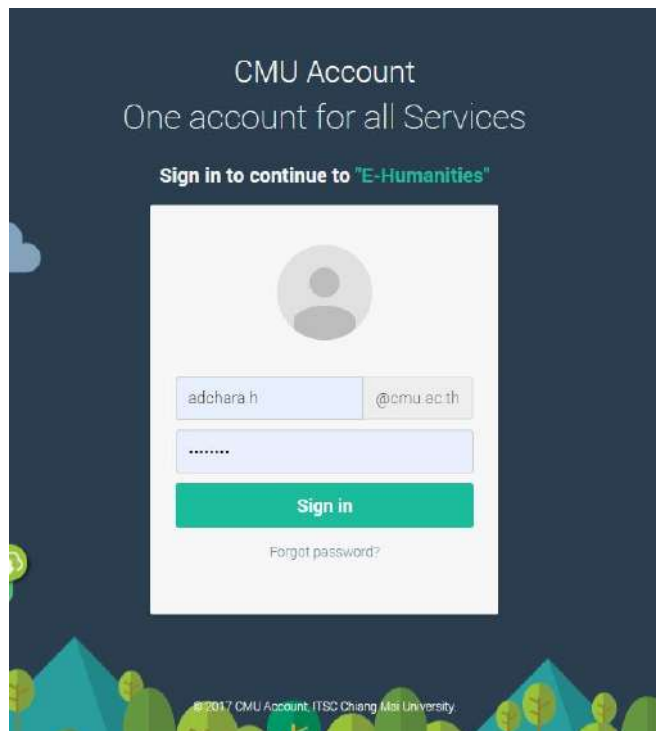 CMU Account
One account for all Services
Sign in to continue to "E-Humanities"
adchara.h @cmu.ac.th
••••••••
Sign in
Forgot password?
© 2017 CMU Account, ITSC Chiang Mai University.